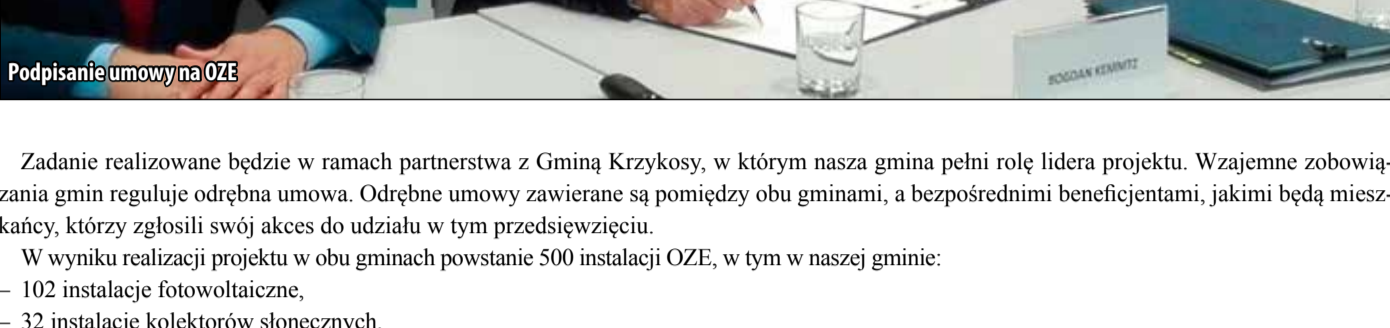 Podpisanie umowy na OZE
BOGDAN KEMNITZ
Zadanie realizowane będzie w ramach partnerstwa z Gminą Krzykosy, w którym nasza gmina pełni rolę lidera projektu. Wzajemne zobowią-
zania gmin reguluje odrębna umowa. Odrębne umowy zawierane są pomiędzy obu gminami, a bezpośrednimi beneficjentami, jakimi będą miesz-
kańcy, którzy zgłosili swój akces do udziału w tym przedsięwzięciu.
W wyniku realizacji projektu w obu gminach powstanie 500 instalacji OZE, w tym w naszej gminie:
– 102 instalacje fotowoltaiczne,
– 32 instalacje kolektorów słonecznych,